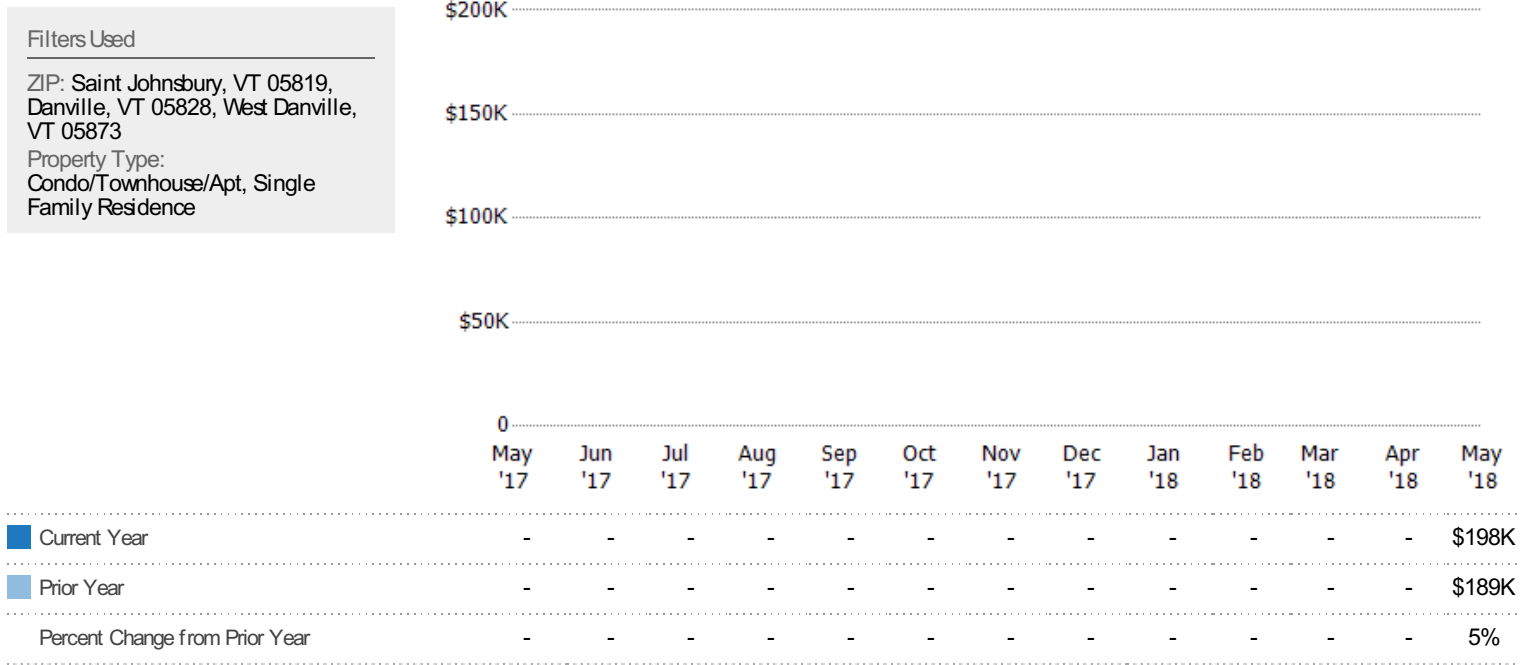 Filters Used
ZIP: Saint Johnsbury, VT 05819,
Danville, VT 05828, West Danville,
VT 05873
Property Type:
Condo/Townhouse/Apt, Single
Family Residence
$200K
$150K
$100K
$50K
0
May '17 Jun '17 Jul '17 Aug '17 Sep '17 Oct '17 Nov '17 Dec '17 Jan '18 Feb '18 Mar '18 Apr '18 May '18
Current Year - - - - - - - - - - - - $198K
Prior Year - - - - - - - - - - - - $189K
Percent Change from Prior Year - - - - - - - - - - - - 5%